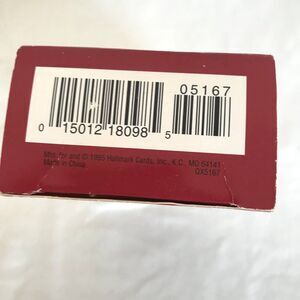 05167
0 15012 18098 5
Mfd. for and © 1995 Hallmark Cards, Inc., K.C., MO 64141
Made in China
QX5167